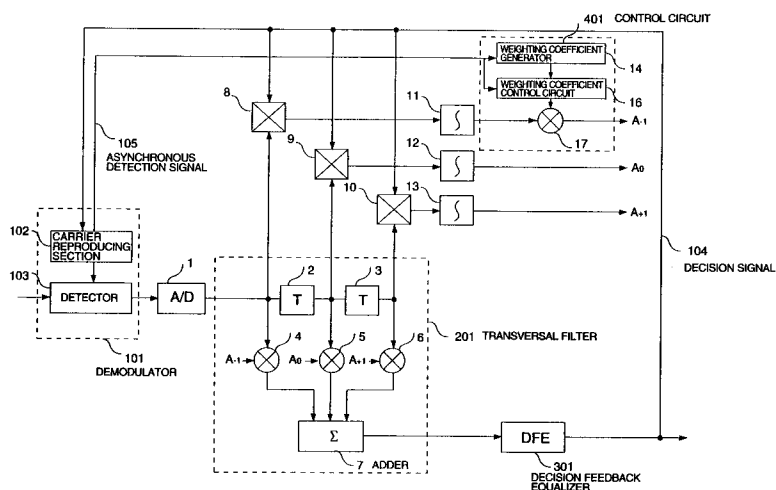 401 CONTROL CIRCUIT
WEIGHTING COEFFICIENT
GENERATOR
14
WEIGHTING COEFFICIENT
CONTROL CIRCUIT
16
8
11
∫
A-1
17
9
12
∫
A0
105
ASYNCHRONOUS
DETECTION SIGNAL
10
13
∫
A+1
102
CARRIER
REPRODUCING
SECTION
103
DETECTOR
1
A/D
2
T
3
T
104
DECISION SIGNAL
201 TRANSVERSAL FILTER
101
DEMODULATOR
A-1
4
A0
5
A+1
6
Σ
7 ADDER
DFE
301
DECISION FEEDBACK
EQUALIZER